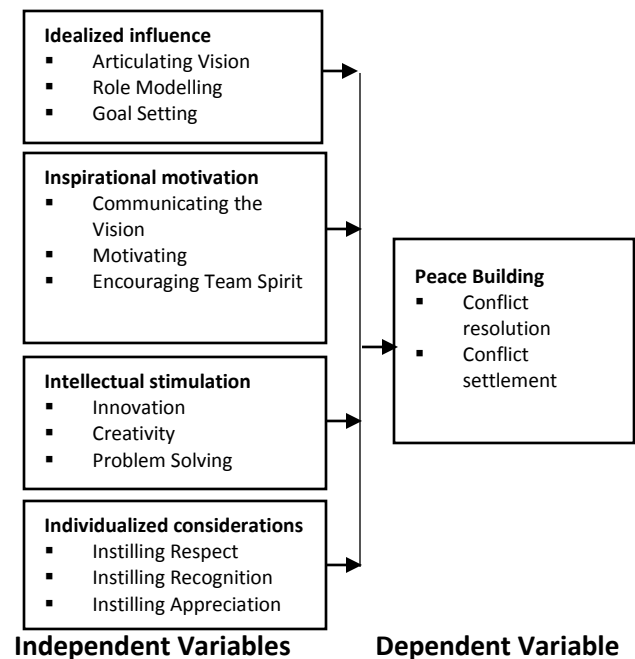 Idealized influence
▪ Articulating Vision
▪ Role Modelling
▪ Goal Setting
Inspirational motivation
▪ Communicating the
Vision
▪ Motivating
▪ Encouraging Team Spirit
Intellectual stimulation
▪ Innovation
▪ Creativity
▪ Problem Solving
Individualized considerations
▪ Instilling Respect
▪ Instilling Recognition
▪ Instilling Appreciation
Independent Variables
Peace Building
▪ Conflict
resolution
▪ Conflict
settlement
Dependent Variable